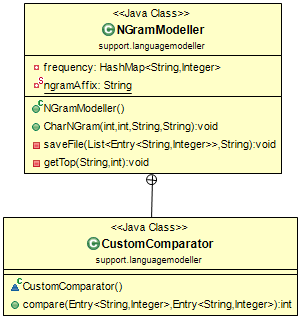 <<Java Class>>
NGramModeller
support.languagemodeller
frequency: HashMap<String,Integer>
ngramAffix: String
NGramModeller()
CharNGram(int,int,String,String):void
saveFile(List<Entry<String,Integer>>,String):void
getTop(String,int):void
<<Java Class>>
CustomComparator
support.languagemodeller
CustomComparator()
compare(Entry<String,Integer>,Entry<String,Integer>):int